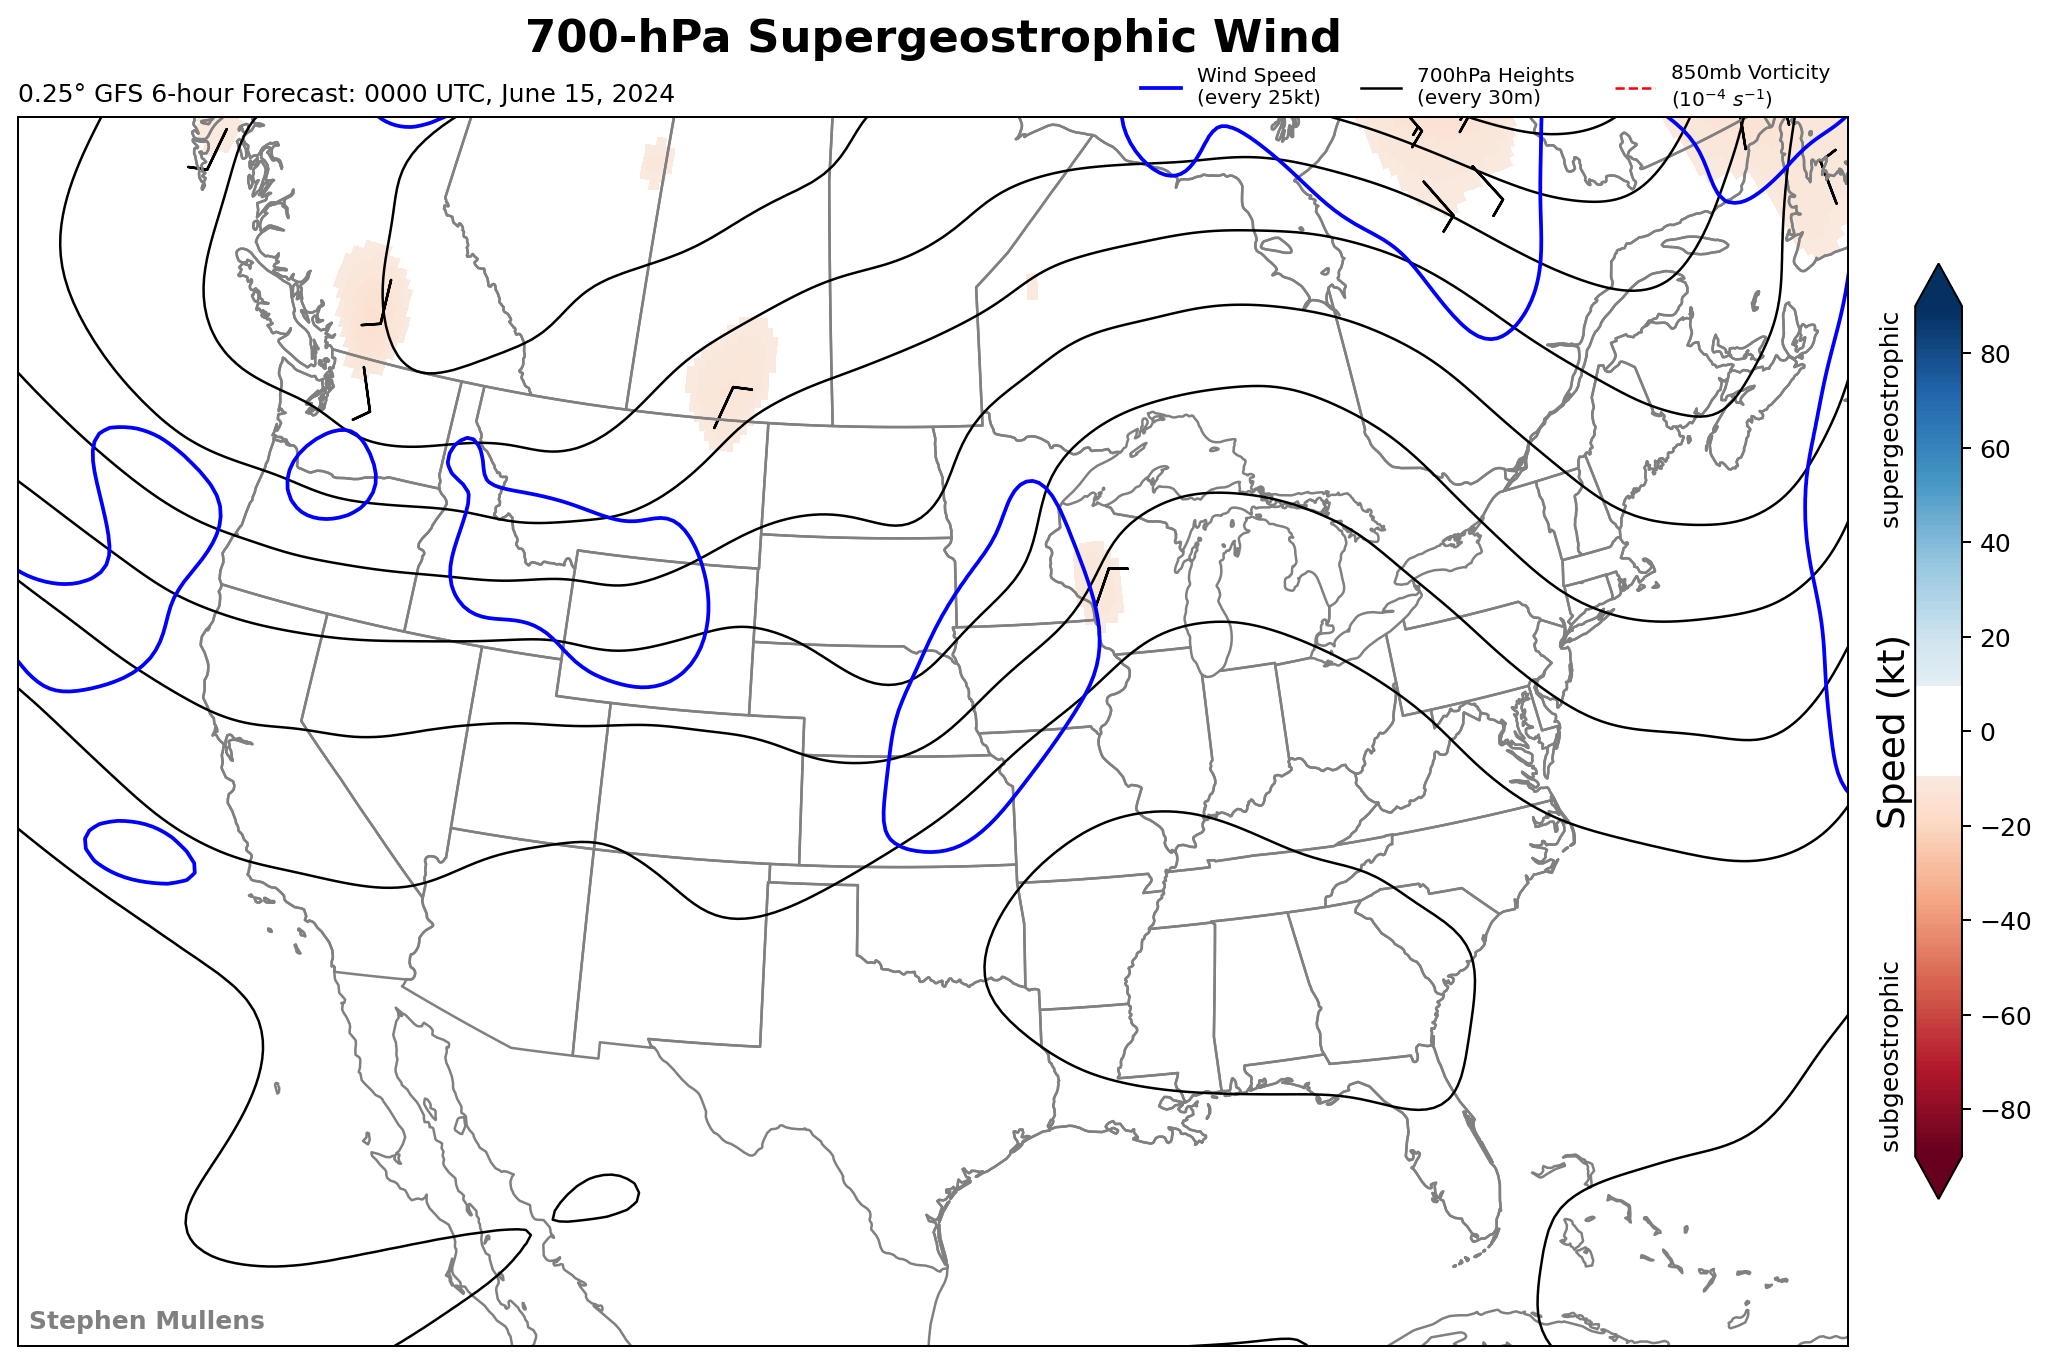 700-hPa Supergeostrophic Wind
0.25° GFS 6-hour Forecast: 0000 UTC, June 15, 2024
Wind Speed
(every 25kt)
700hPa Heights
(every 30m)
850mb Vorticity
(10⁻⁴ s⁻¹)
supergeostrophic
Speed (kt)
subgeostrophic
80
60
40
20
0
−20
−40
−60
−80
Stephen Mullens